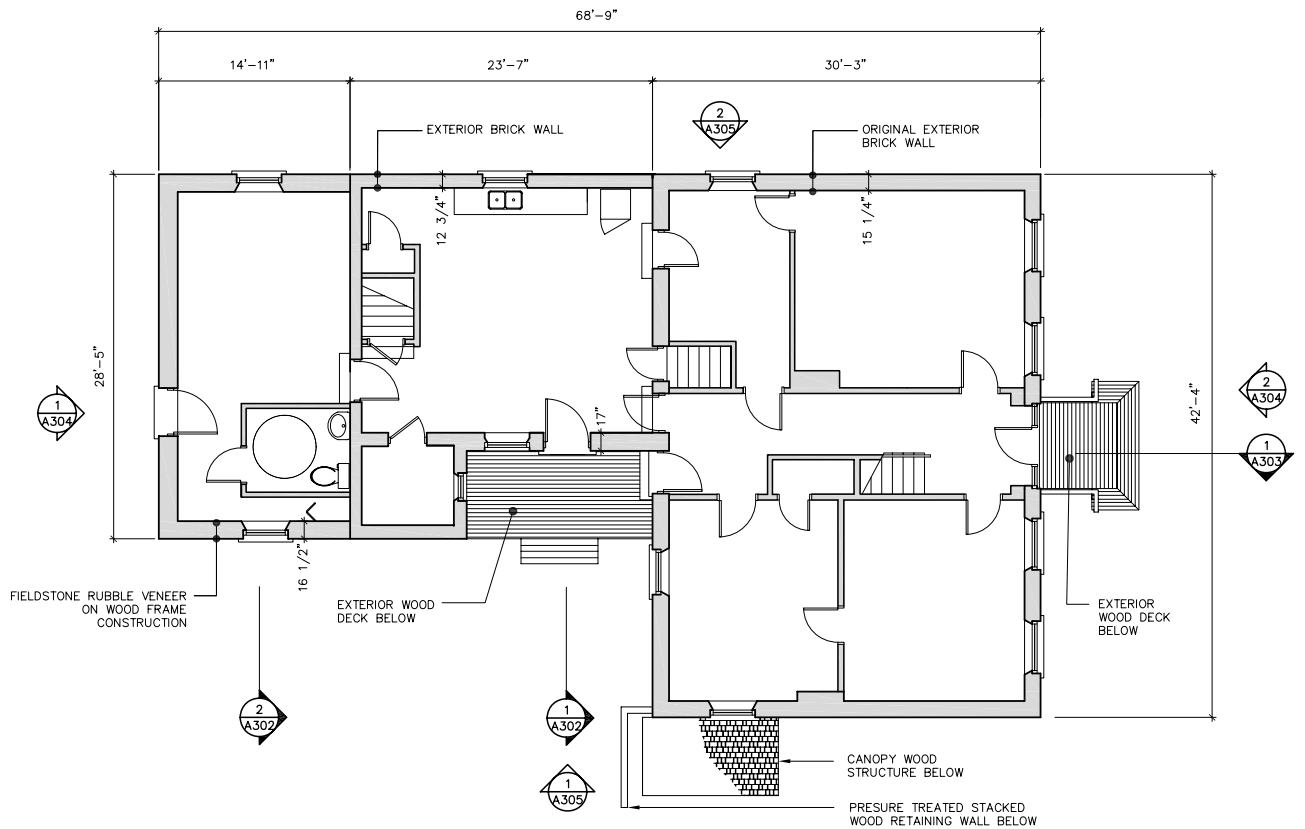 68'-9"
14'-11"
23'-7"
30'-3"
2
A305
EXTERIOR BRICK WALL
ORIGINAL EXTERIOR
BRICK WALL
12 3/4"
15 1/4"
28'-5"
42'-4"
1
A304
2
A304
17"
1
A303
16 1/2"
FIELDSTONE RUBBLE VENEER
ON WOOD FRAME
CONSTRUCTION
EXTERIOR WOOD
DECK BELOW
EXTERIOR
WOOD DECK
BELOW
2
A302
1
A302
1
A305
CANOPY WOOD
STRUCTURE BELOW
PRESURE TREATED STACKED
WOOD RETAINING WALL BELOW